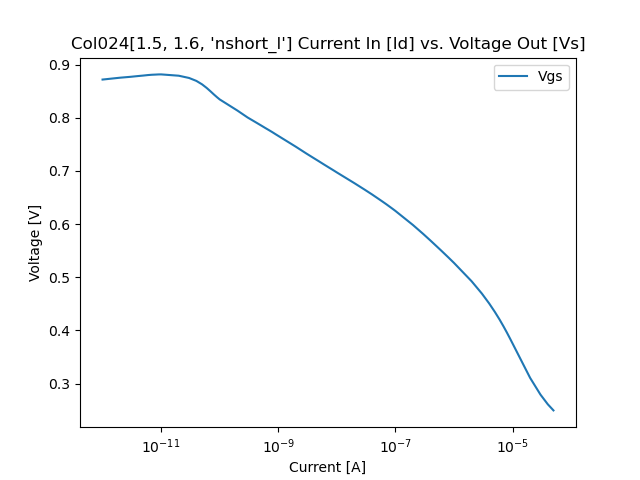 Col024[1.5, 1.6, 'nshort_l'] Current In [Id] vs. Voltage Out [Vs]
Vgs
Voltage [V]
0.9
0.8
0.7
0.6
0.5
0.4
0.3
10⁻¹¹ 10⁻⁹ 10⁻⁷ 10⁻⁵
Current [A]